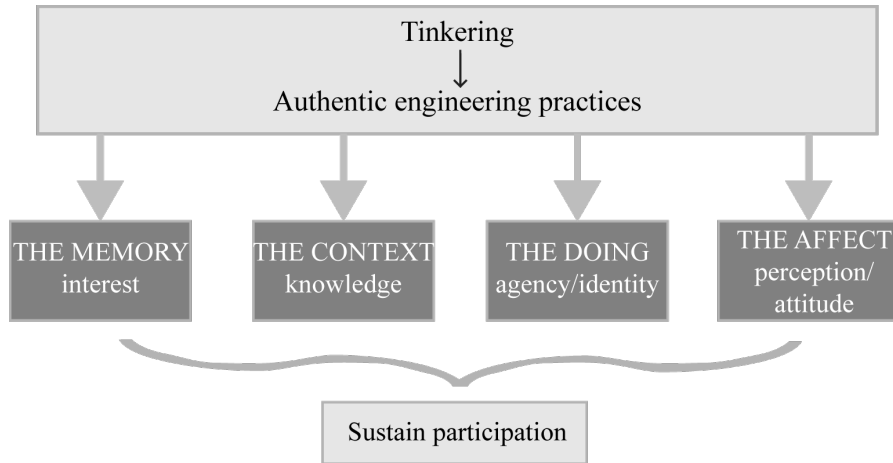 Tinkering
Authentic engineering practices
THE MEMORY
interest
THE CONTEXT
knowledge
THE DOING
agency/identity
THE AFFECT
perception/
attitude
Sustain participation